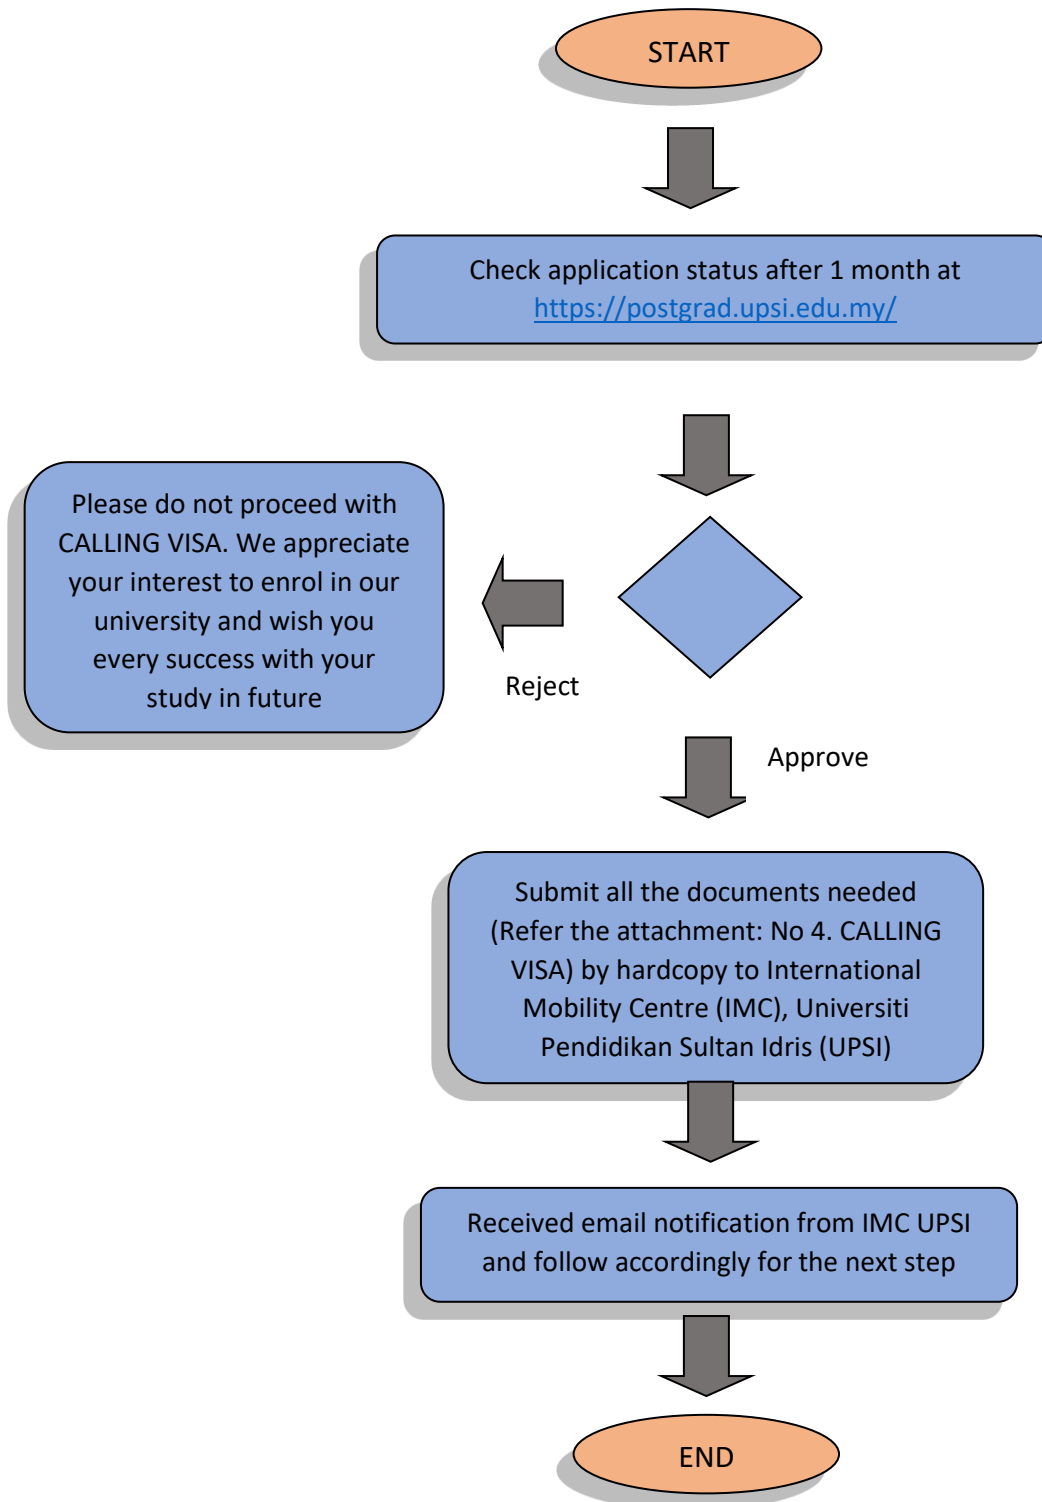 START
Check application status after 1 month at
https://postgrad.upsi.edu.my/
Please do not proceed with
CALLING VISA. We appreciate
your interest to enrol in our
university and wish you
every success with your
study in future
Reject
Approve
Submit all the documents needed
(Refer the attachment: No 4. CALLING
VISA) by hardcopy to International
Mobility Centre (IMC), Universiti
Pendidikan Sultan Idris (UPSI)
Received email notification from IMC UPSI
and follow accordingly for the next step
END